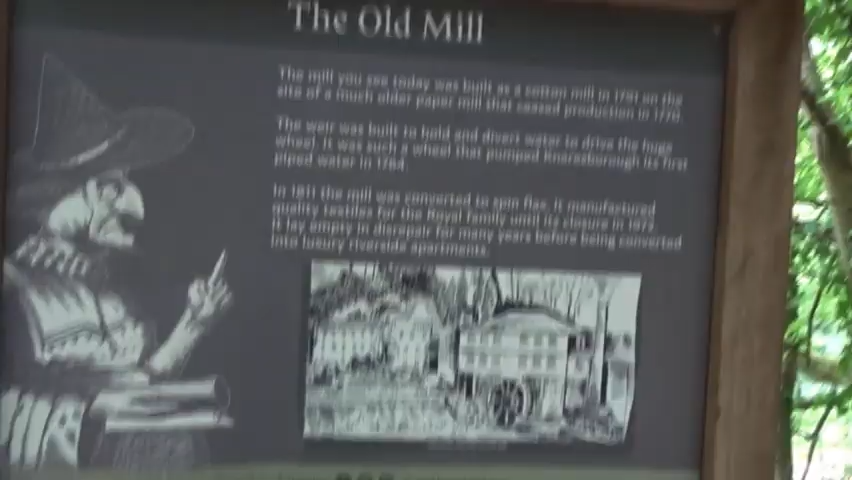 The Old Mill
The mill you see today was built as a cotton mill in 1791 on the
site of a much older paper mill that ceased production in
The weir was built to hold and divert water to drive the huge
wheel. It was such a wheel that pumped Knaresborough its first
piped water in 1764.
In 1811 the mill was converted to spin flax. It manufactured
quality textiles for the Royal Family until its closure in 1972.
It lay empty in disrepair for many years before being converted
into luxury riverside apartments.